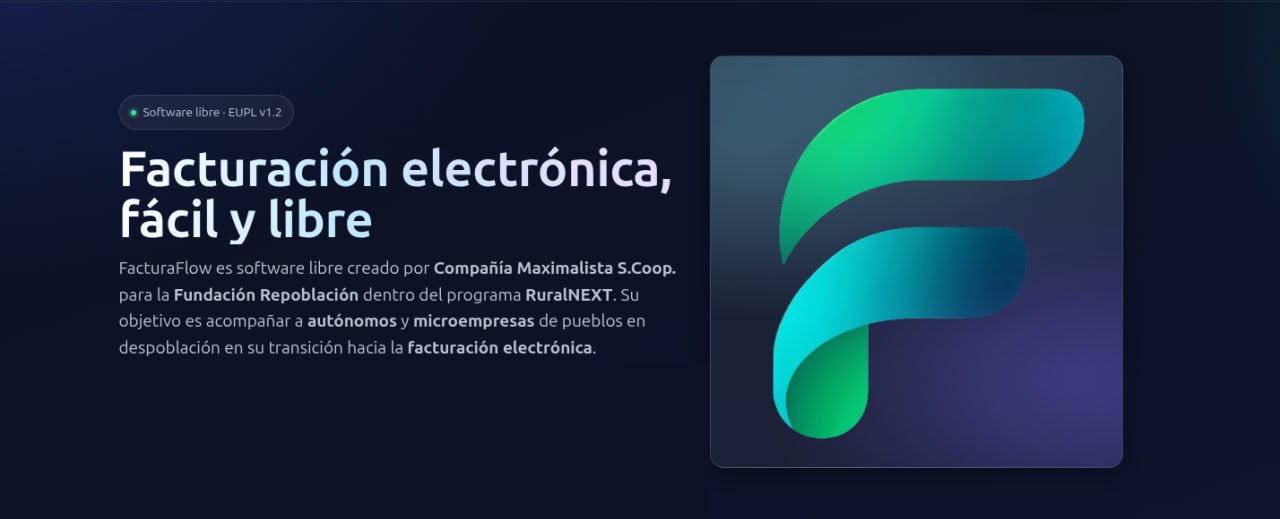 Software libre · EUPL v1.2
Facturación electrónica,
fácil y libre
FacturaFlow es software libre creado por Compañía Maximalista S.Coop.
para la Fundación Repoblación dentro del programa RuralNEXT. Su
objetivo es acompañar a autónomos y microempresas de pueblos en
despoblación en su transición hacia la facturación electrónica.